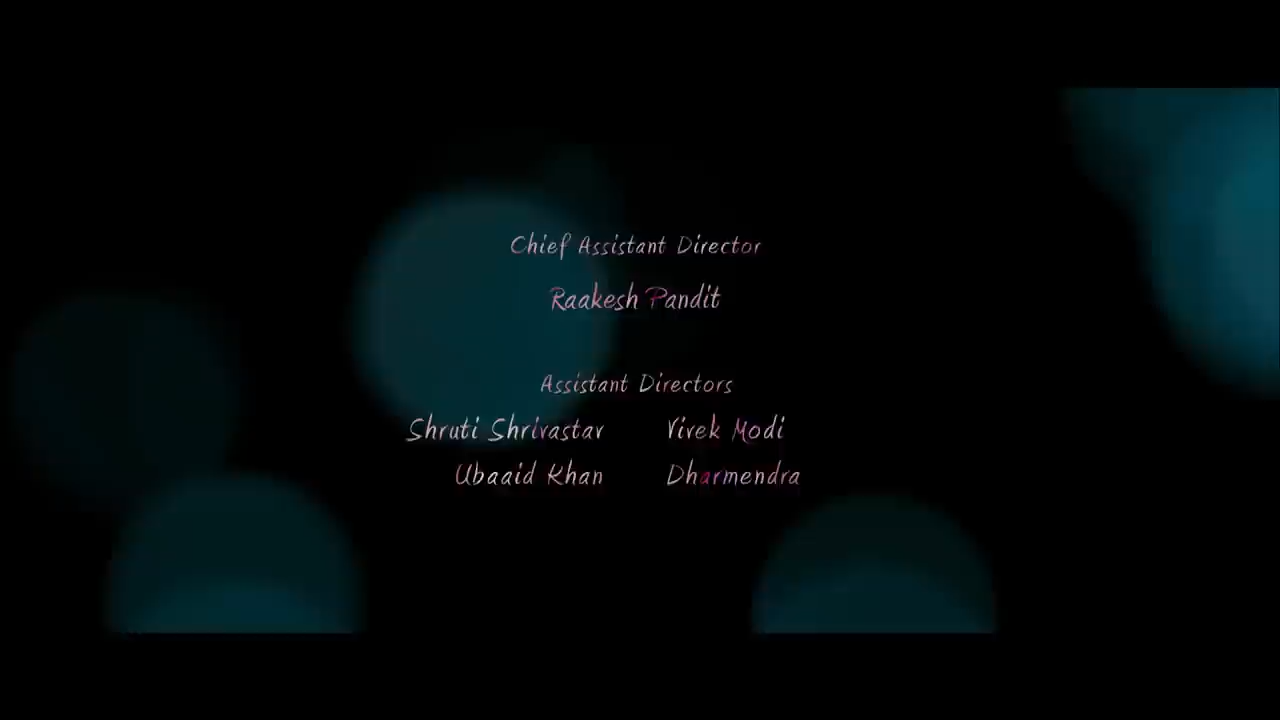 Chief Assistant Director
Raakesh Pandit
Assistant Directors
Shruti Shrivastav Vivek Modi
Ubaaid Khan Dharmendra